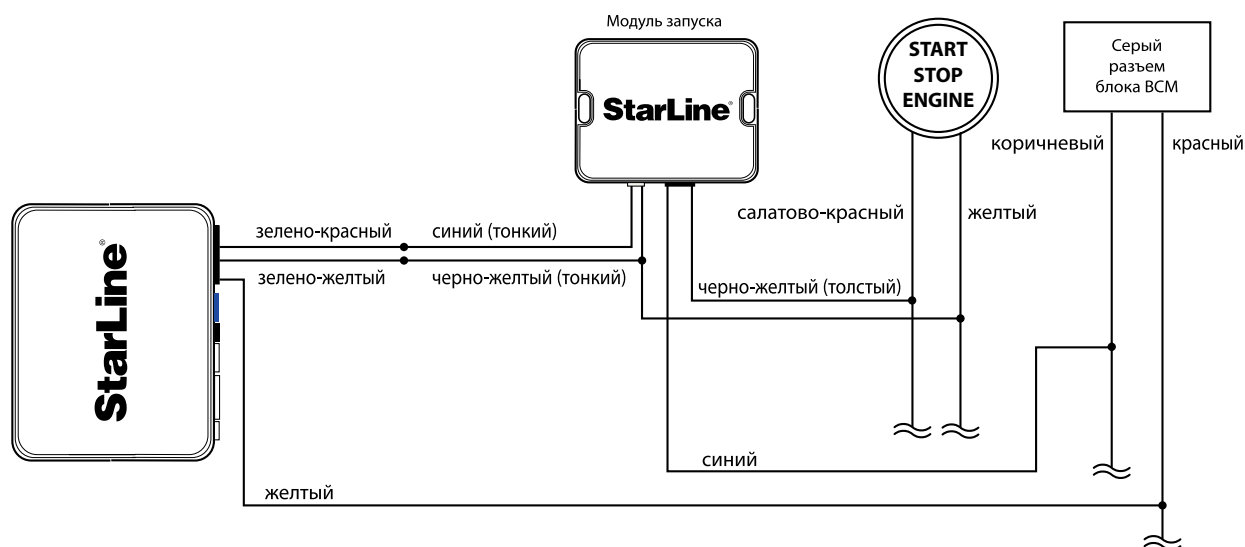 Модуль запуска
StarLine®
START
STOP
ENGINE
Серый
разъем
блока BCM
коричневый
красный
салатово-красный
желтый
зелено-красный
синий (тонкий)
зелено-желтый
черно-желтый (тонкий)
черно-желтый (толстый)
StarLine®
синий
желтый